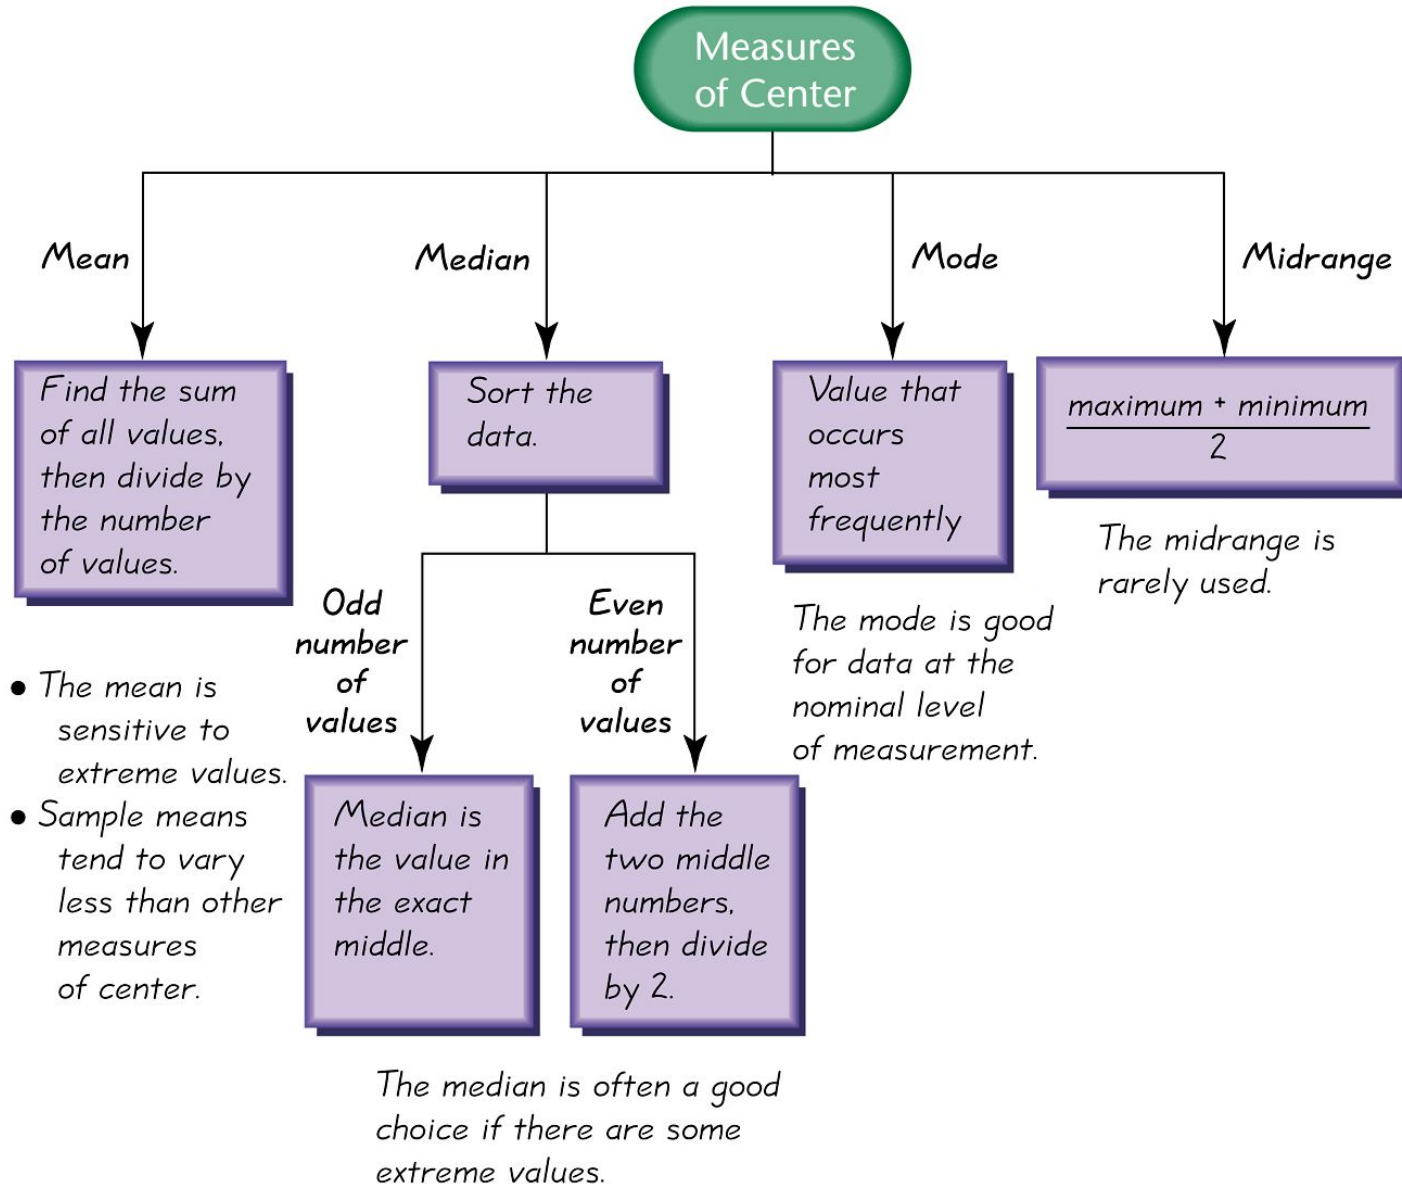 Measures
of Center
Mean
Median
Mode
Midrange
Find the sum
of all values,
then divide by
the number
of values.
Sort the
data.
Value that
occurs
most
frequently
maximum + minimum
2
The midrange is
rarely used.
The mode is good
for data at the
nominal level
of measurement.
Odd
number
of
values
Even
number
of
values
• The mean is
sensitive to
extreme values.
• Sample means
tend to vary
less than other
measures
of center.
Median is
the value in
the exact
middle.
Add the
two middle
numbers,
then divide
by 2.
The median is often a good
choice if there are some
extreme values.